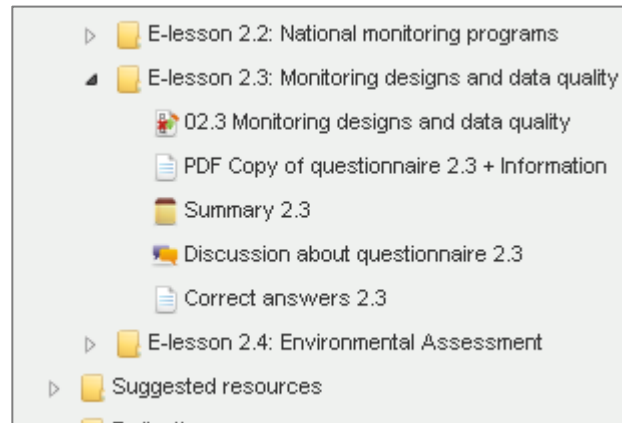 E-lesson 2.2: National monitoring programs
E-lesson 2.3: Monitoring designs and data quality
02.3 Monitoring designs and data quality
PDF Copy of questionnaire 2.3 + Information
Summary 2.3
Discussion about questionnaire 2.3
Correct answers 2.3
E-lesson 2.4: Environmental Assessment
Suggested resources